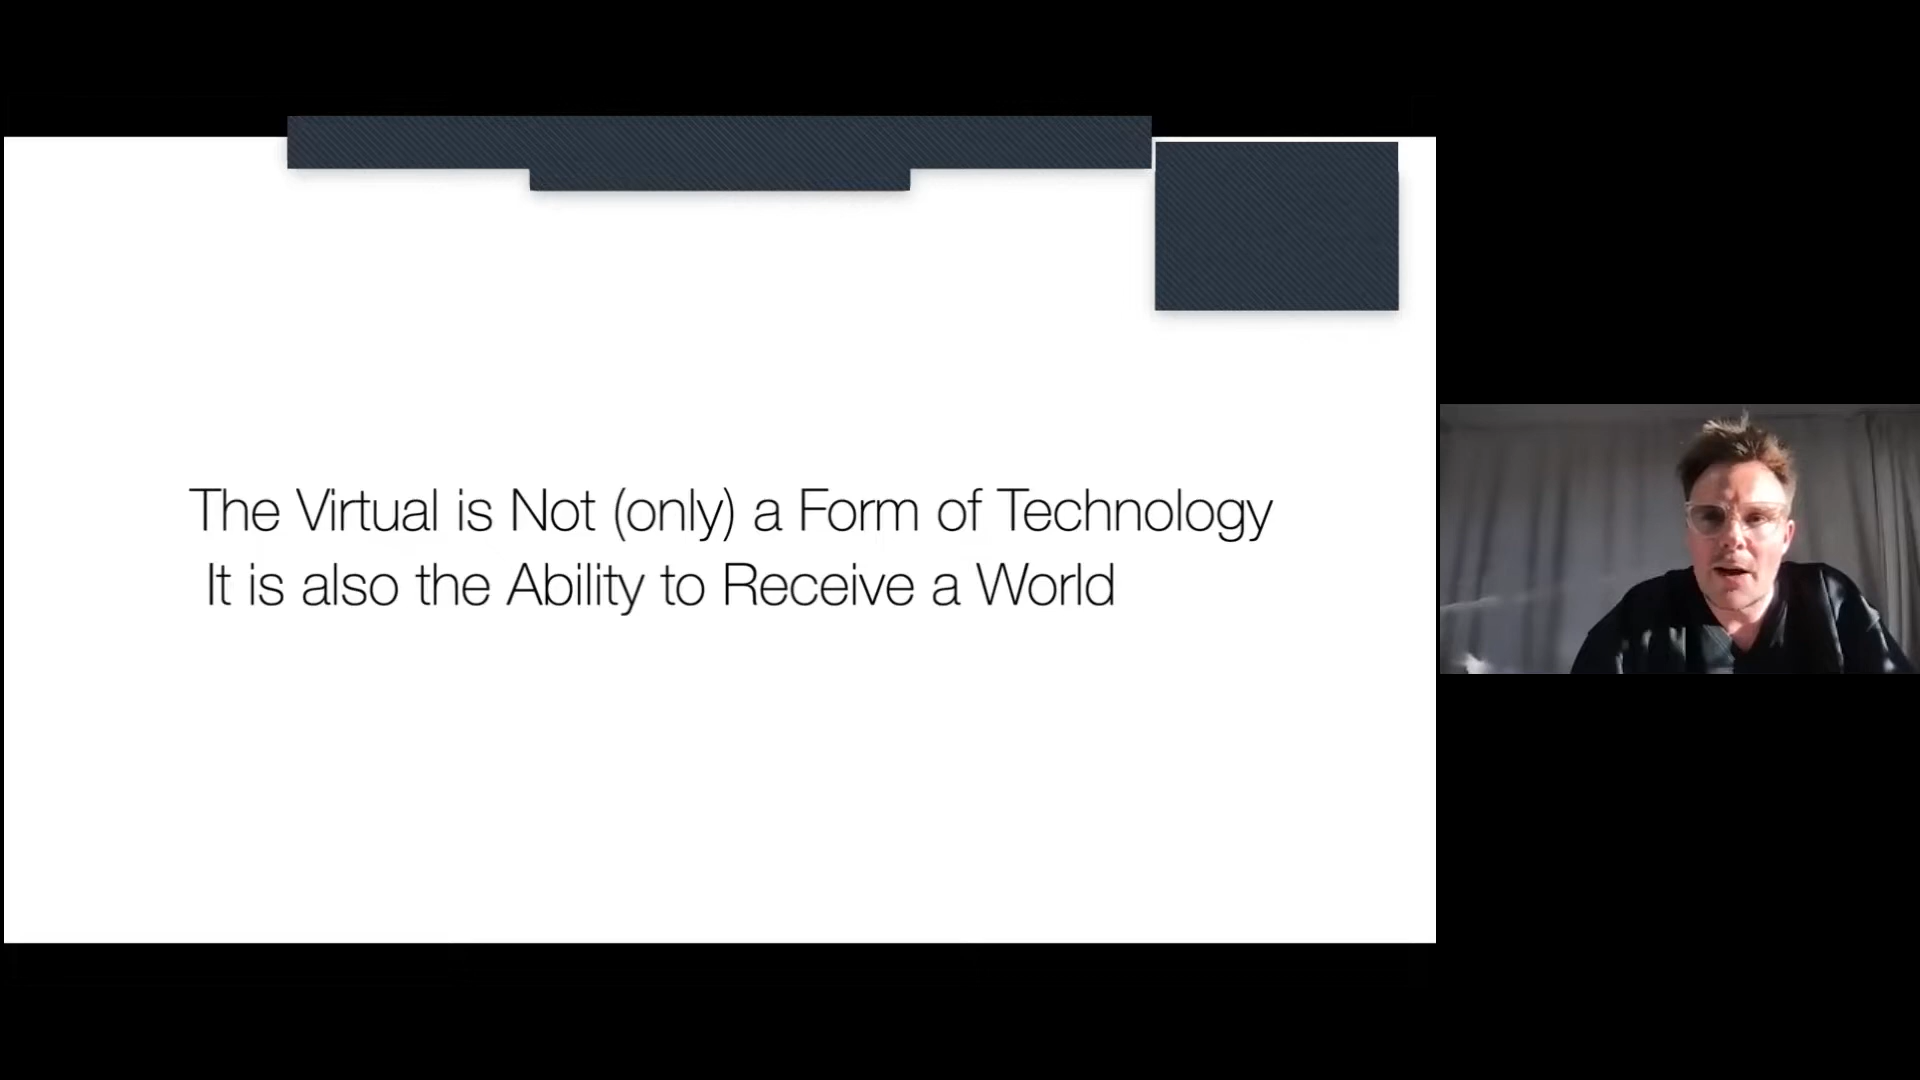 The Virtual is Not (only) a Form of Technology
It is also the Ability to Receive a World